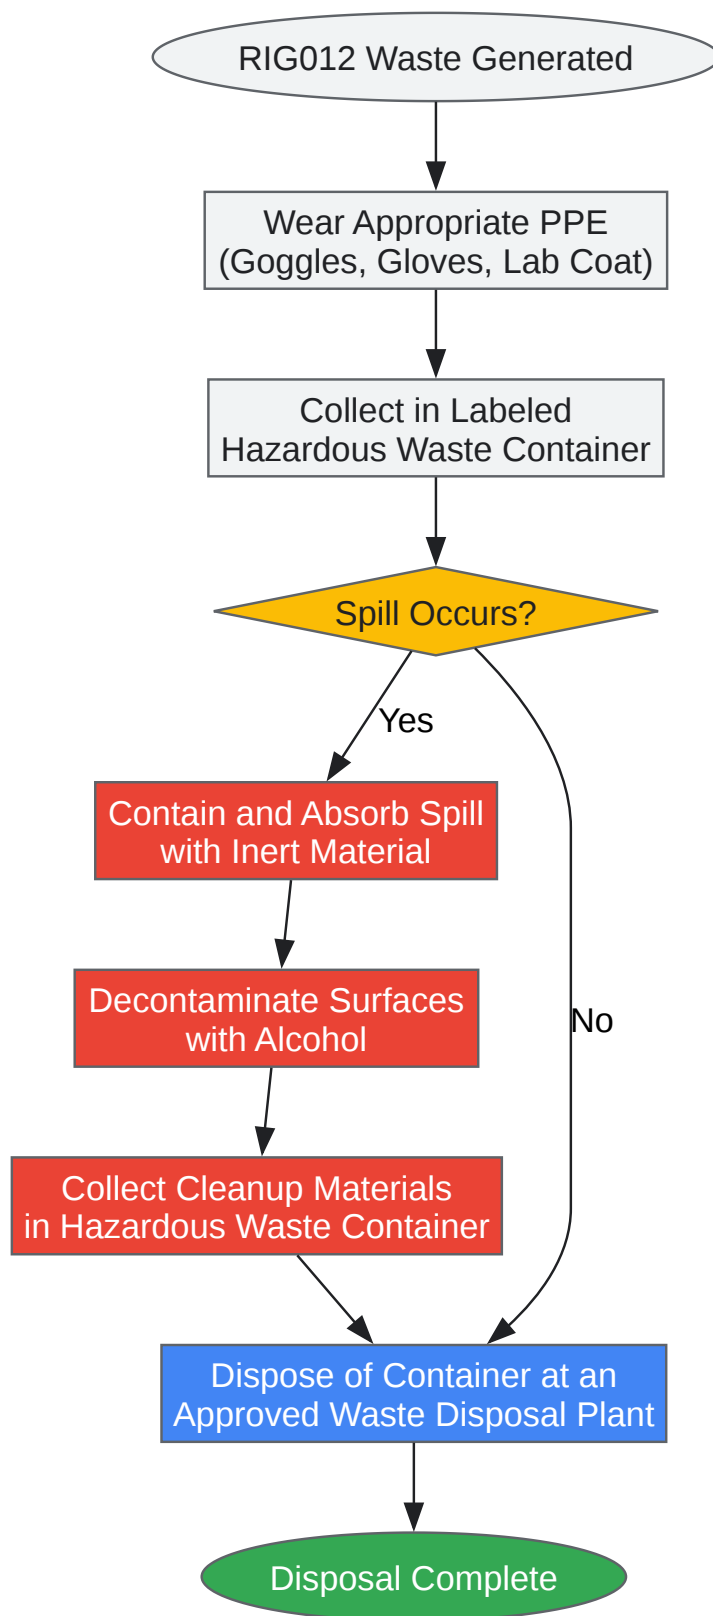 RIG012 Waste Generated
Wear Appropriate PPE
(Goggles, Gloves, Lab Coat)
Collect in Labeled
Hazardous Waste Container
Spill Occurs?
Yes
Contain and Absorb Spill
with Inert Material
Decontaminate Surfaces
with Alcohol
No
Collect Cleanup Materials
in Hazardous Waste Container
Dispose of Container at an
Approved Waste Disposal Plant
Disposal Complete